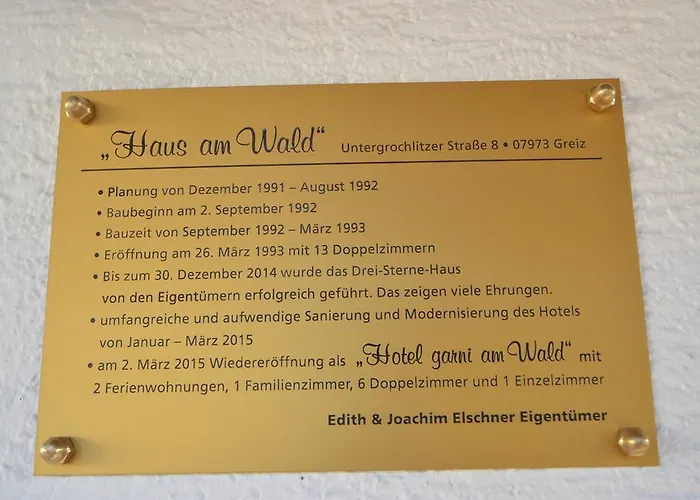 „Haus am Wald“ Untergrochlitzer Straße 8 • 07973 Greiz
• Planung von Dezember 1991 – August 1992
• Baubeginn am 2. September 1992
• Bauzeit von September 1992 – März 1993
• Eröffnung am 26. März 1993 mit 13 Doppelzimmern
• Bis zum 30. Dezember 2014 wurde das Drei-Sterne-Haus
von den Eigentümern erfolgreich geführt. Das zeigen viele Ehrungen.
• umfangreiche und aufwendige Sanierung und Modernisierung des Hotels
von Januar – März 2015
• am 2. März 2015 Wiedereröffnung als „Hotel garni am Wald“ mit
2 Ferienwohnungen, 1 Familienzimmer, 6 Doppelzimmer und 1 Einzelzimmer
Edith & Joachim Elschner Eigentümer